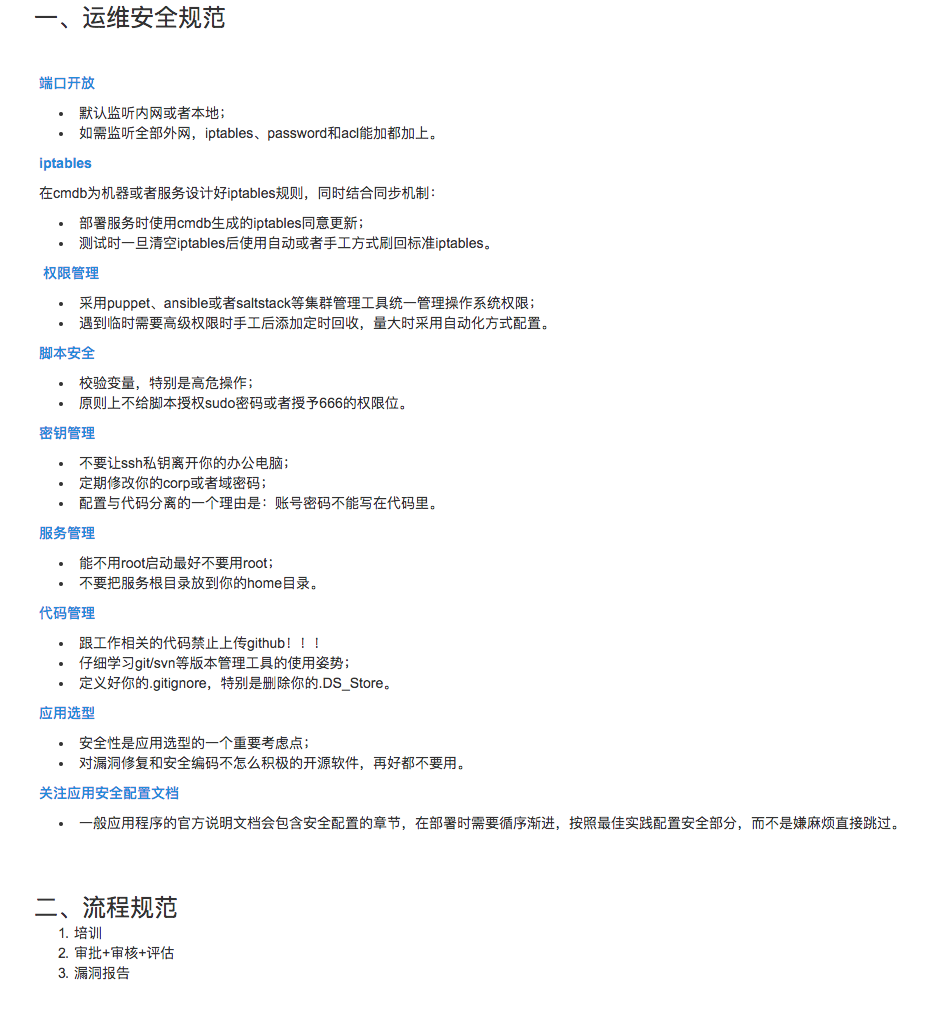 一、运维安全规范
端口开放
• 默认监听内网或者本地；
• 如需监听全部外网，iptables、password和acl能加都加上。
iptables
在cmdb为机器或者服务设计好iptables规则，同时结合同步机制：
• 部署服务时使用cmdb生成的iptables同意更新；
• 测试时一旦清空iptables后使用自动或者手工方式刷回标准iptables。
权限管理
• 采用puppet、ansible或者saltstack等集群管理工具统一管理操作系统权限；
• 遇到临时需要高级权限时手工后添加定时回收，量大时采用自动化方式配置。
脚本安全
• 校验变量，特别是高危操作；
• 原则上不给脚本授权sudo密码或者授予666的权限位。
密钥管理
• 不要让ssh私钥离开你的办公电脑；
• 定期修改你的corp或者域密码；
• 配置与代码分离的一个理由是：账号密码不能写在代码里。
服务管理
• 能不用root启动最好不要用root；
• 不要把服务根目录放到你的home目录。
代码管理
• 跟工作相关的代码禁止上传github！！！
• 仔细学习git/svn等版本管理工具的使用姿势；
• 定义好你的.gitignore，特别是删除你的.DS_Store。
应用选型
• 安全性是应用选型的一个重要考虑点；
• 对漏洞修复和安全编码不怎么积极的开源软件，再好都不要用。
关注应用安全配置文档
• 一般应用程序的官方说明文档会包含安全配置的章节，在部署时需要循序渐进，按照最佳实践配置安全部分，而不是嫌麻烦直接跳过。
二、流程规范
1. 培训
2. 审批+审核+评估
3. 漏洞报告